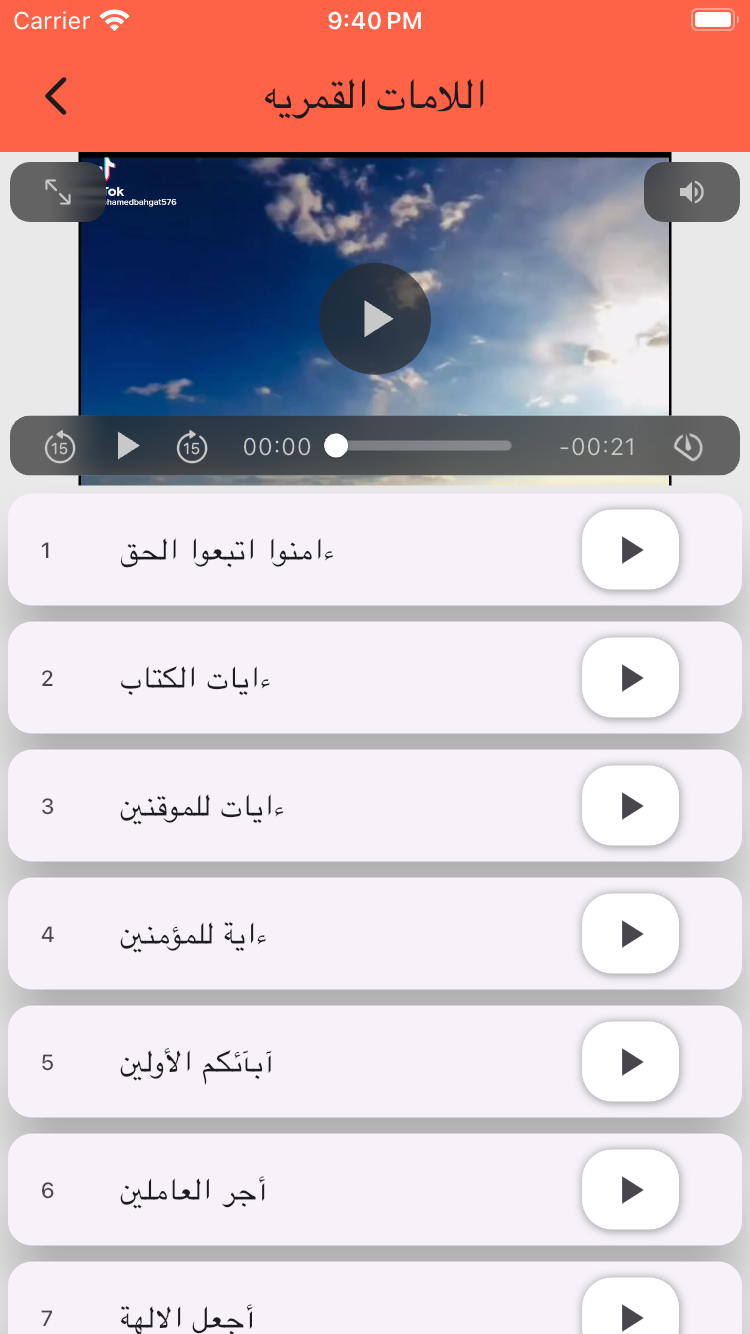 Carrier 9:40 PM
اللامات القمريه
Tok
hamedbahgat576
15 15 00:00 -00:21
1 ءامنوا اتبعوا الحق
2 ءايات الكتاب
3 ءايات للموقنين
4 ءاية للمؤمنين
5 آبآئكم الأولين
6 أجر العاملين
7 أجعل الالهة